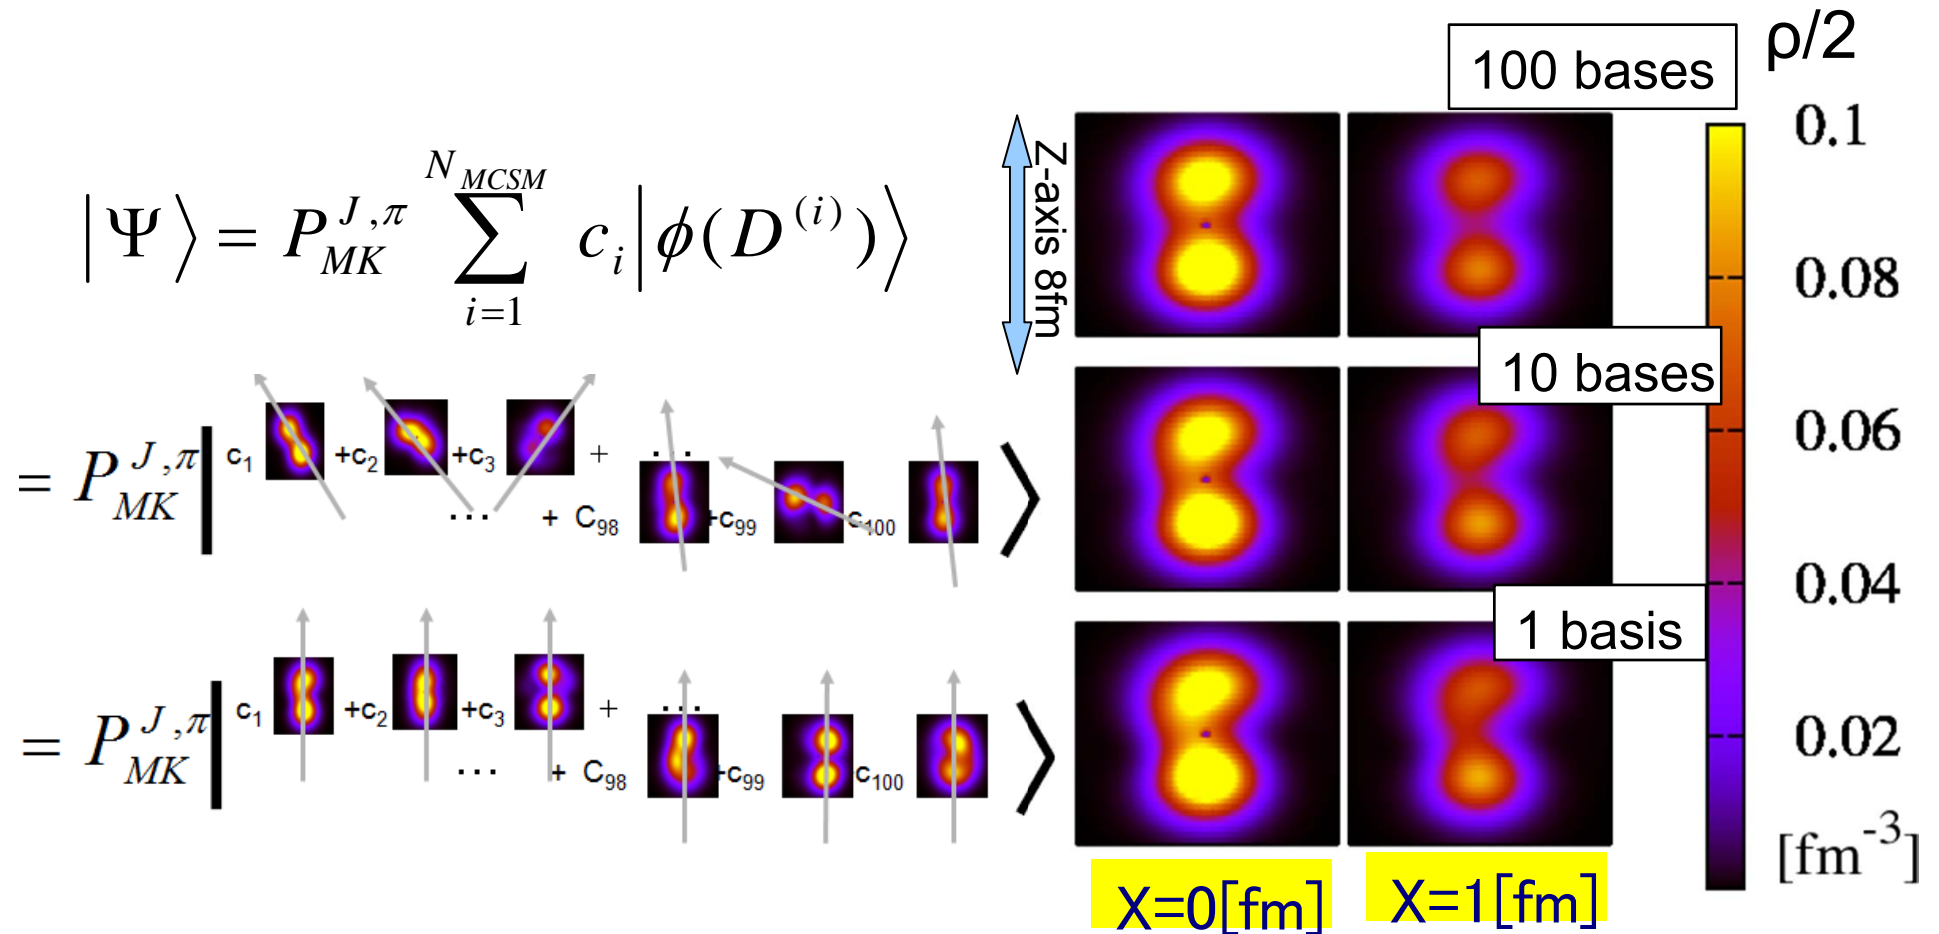 |Ψ⟩ = P^{J,π}_{MK} ∑_{i=1}^{N_{MCSM}} c_i |ϕ(D^{(i)})⟩
= P^{J,π}_{MK} | c₁ +c₂ +c₃ + ...
... + C₉₈ +c₉₉ c₁₀₀ ⟩
= P^{J,π}_{MK} | c₁ +c₂ +c₃ + ...
... + C₉₈ +c₉₉ c₁₀₀ ⟩
Z-axis 8fm
100 bases
10 bases
1 basis
X=0[fm]
X=1[fm]
ρ/2
0.1
0.08
0.06
0.04
0.02
[fm⁻³]